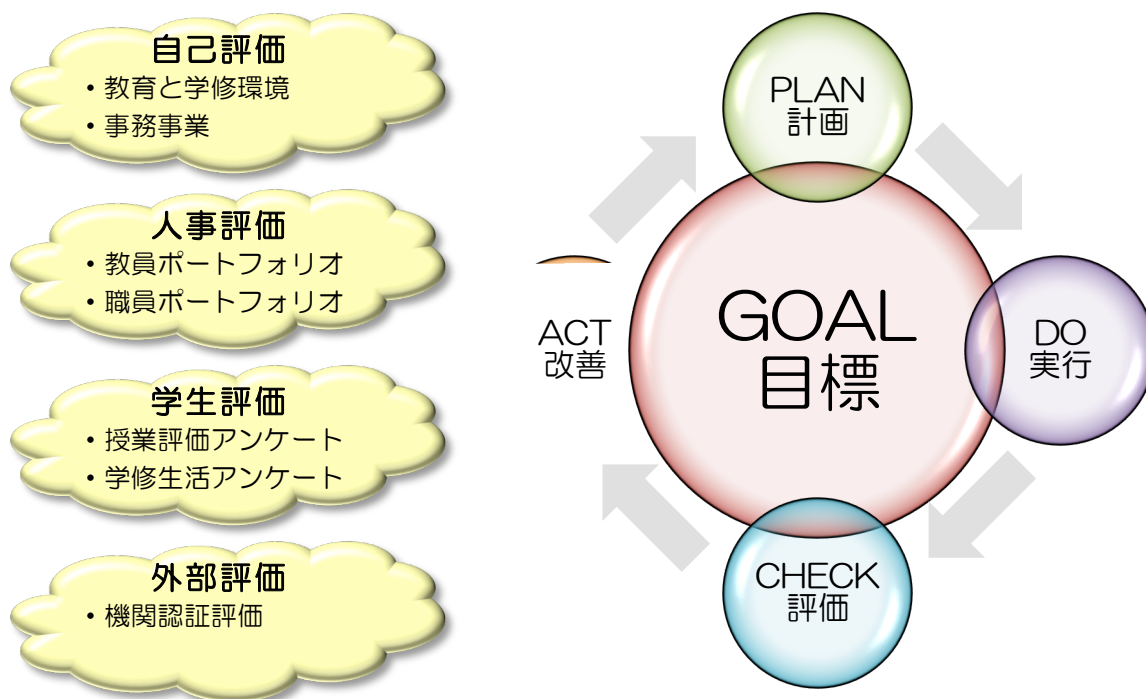 自己評価
・教育と学修環境
・事務事業
人事評価
・教員ポートフォリオ
・職員ポートフォリオ
学生評価
・授業評価アンケート
・学修生活アンケート
外部評価
・機関認証評価
PLAN
計画
DO
実行
CHECK
評価
ACT
改善
GOAL
目標